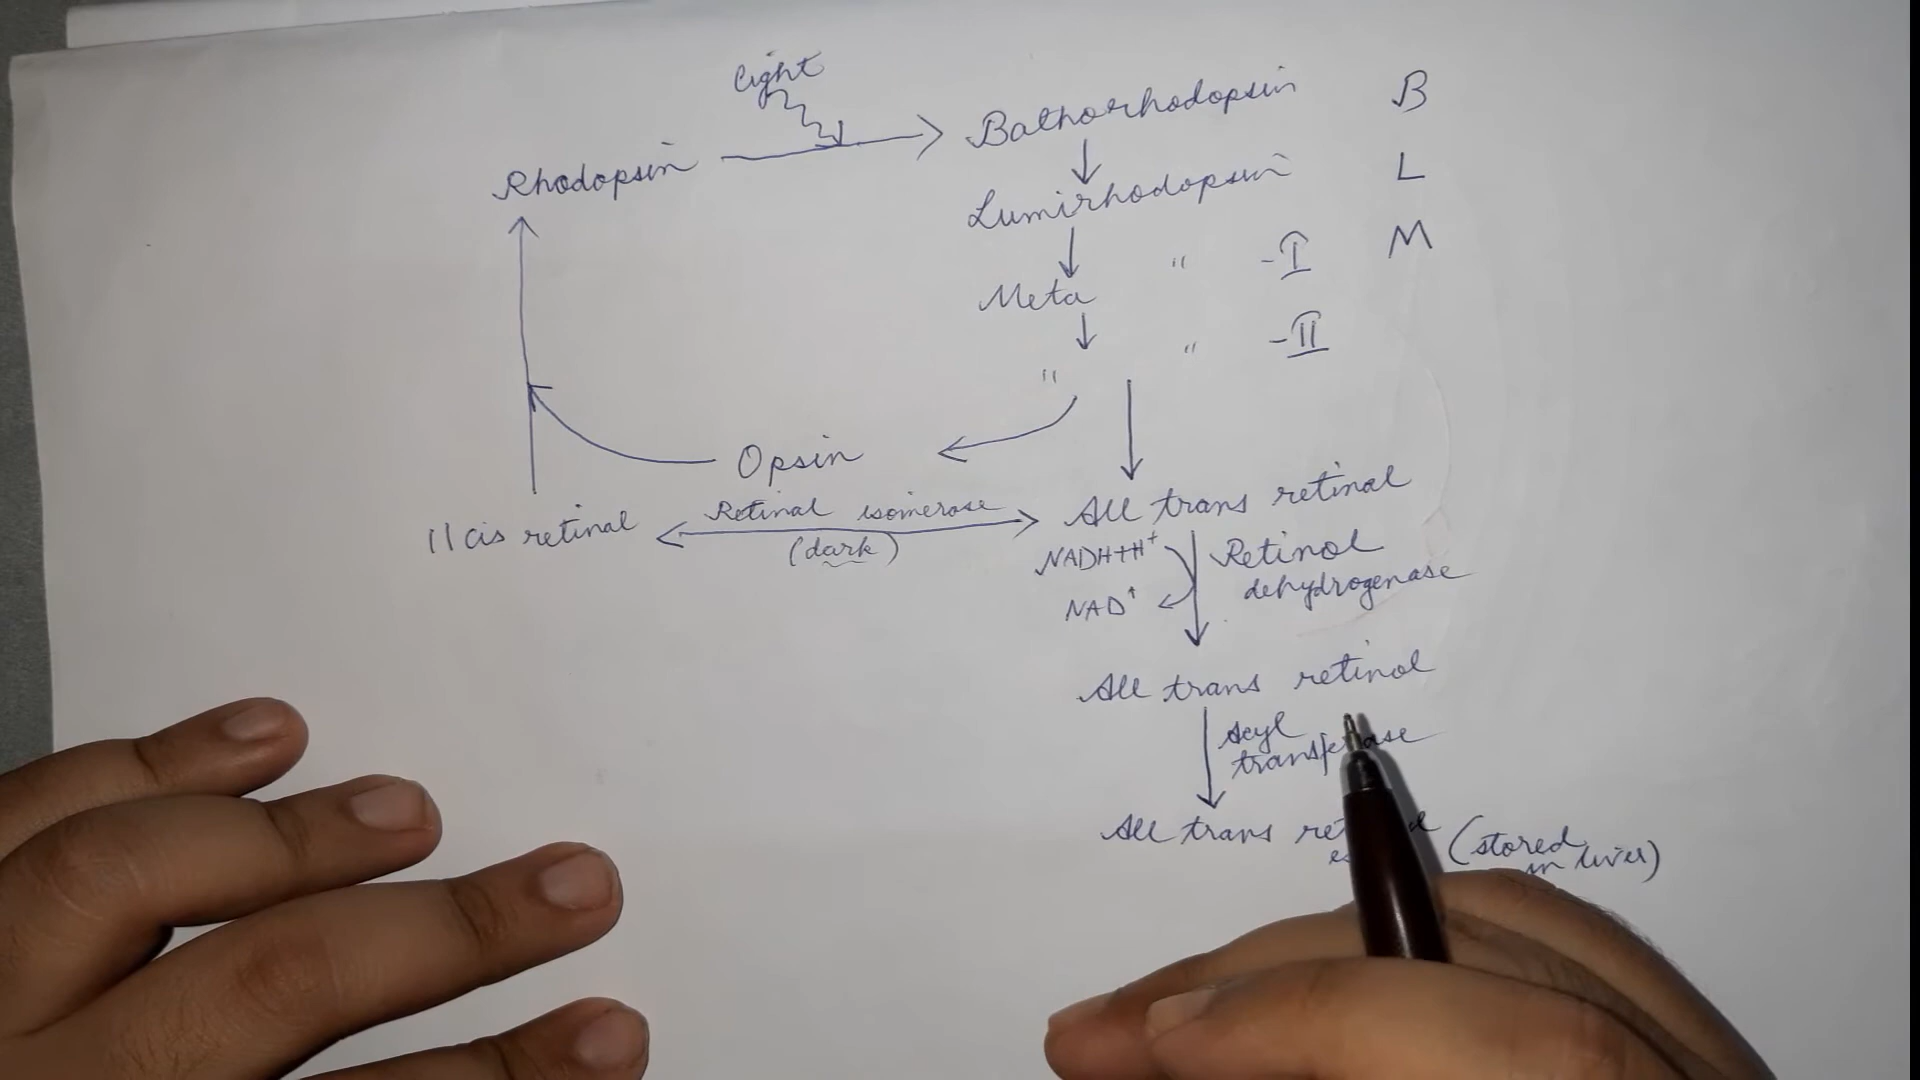 light
Rhodopsin → Bathorhodopsin B
Lumirhodopsin L
Meta " -I M
" " -II
Opsin
11 cis retinal Retinal isomerase All trans retinal
(dark)
NADH+H⁺ Retinol
dehydrogenase
NAD⁺
All trans retinol
Acyl
transferase
All trans (stored
in liver)